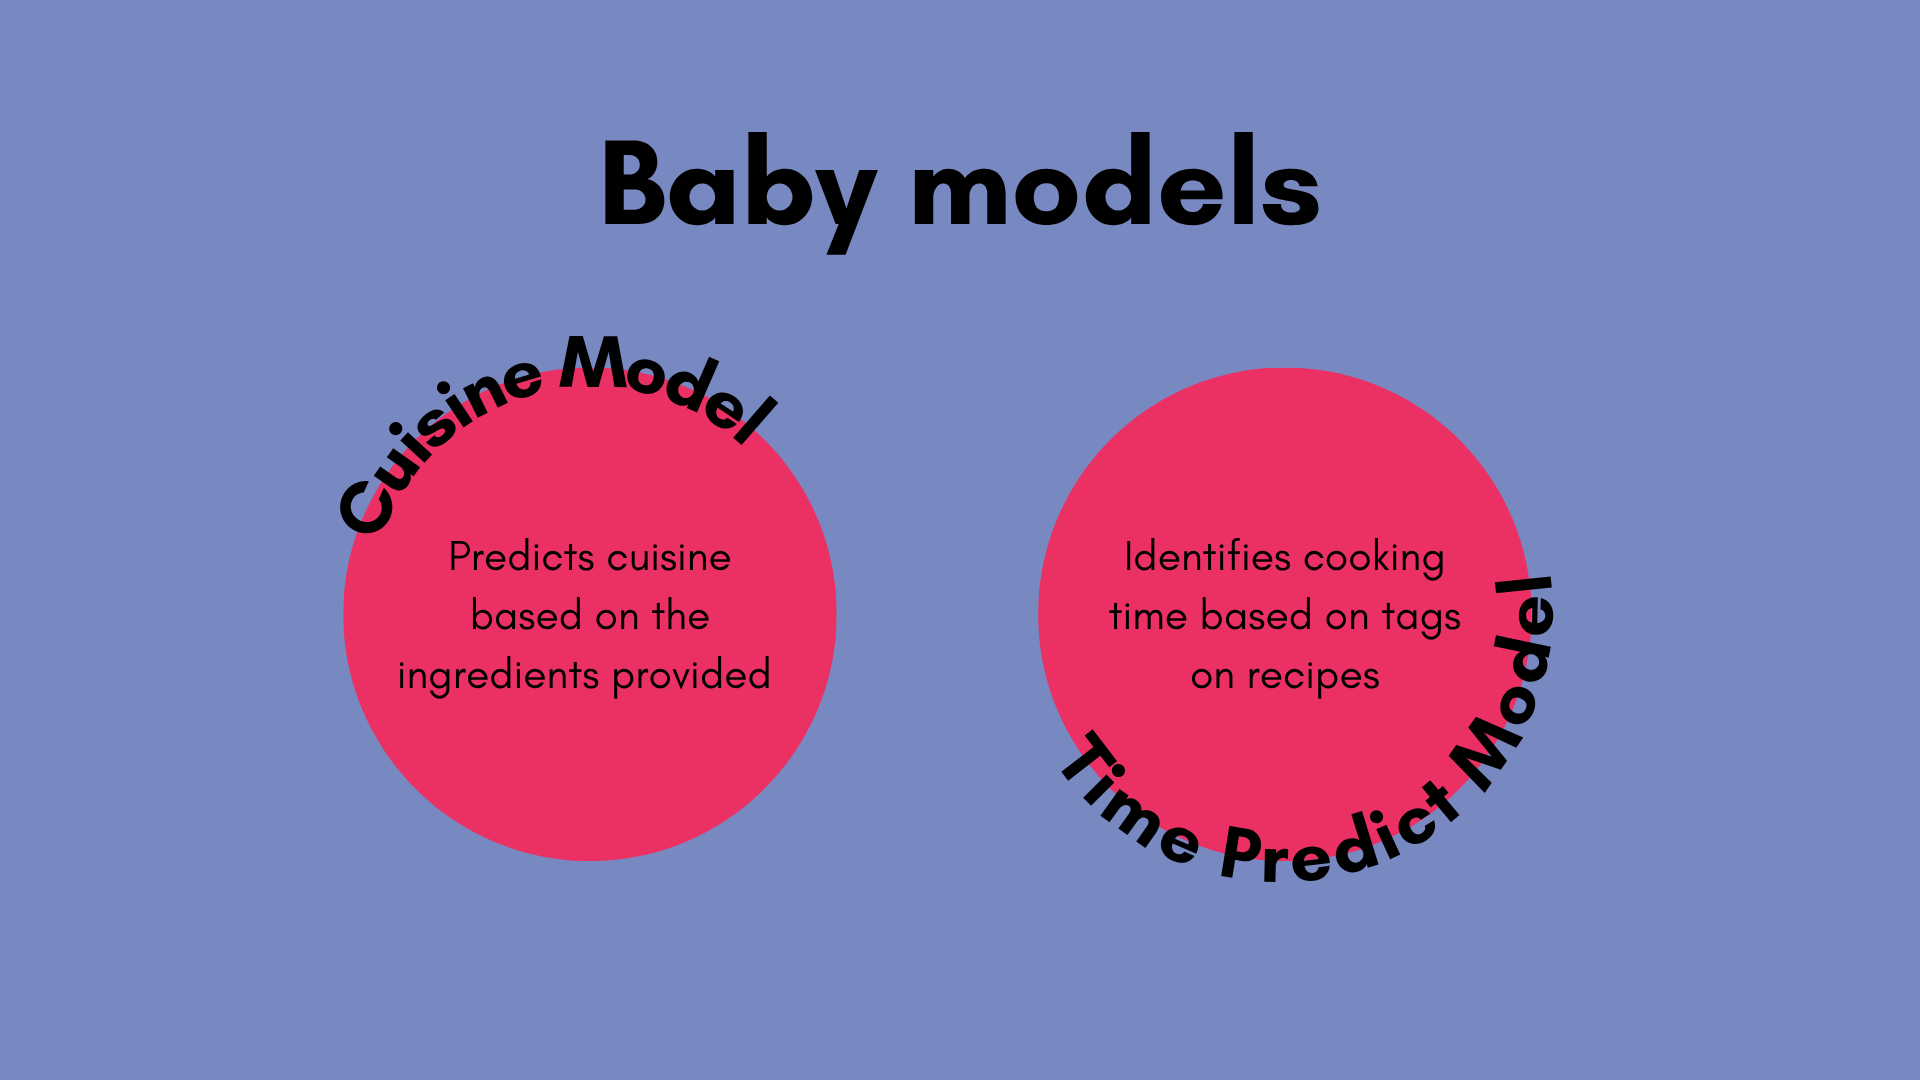 Baby models
Cuisine Model
Predicts cuisine
based on the
ingredients provided
Identifies cooking
time based on tags
on recipes
Time Predict Model